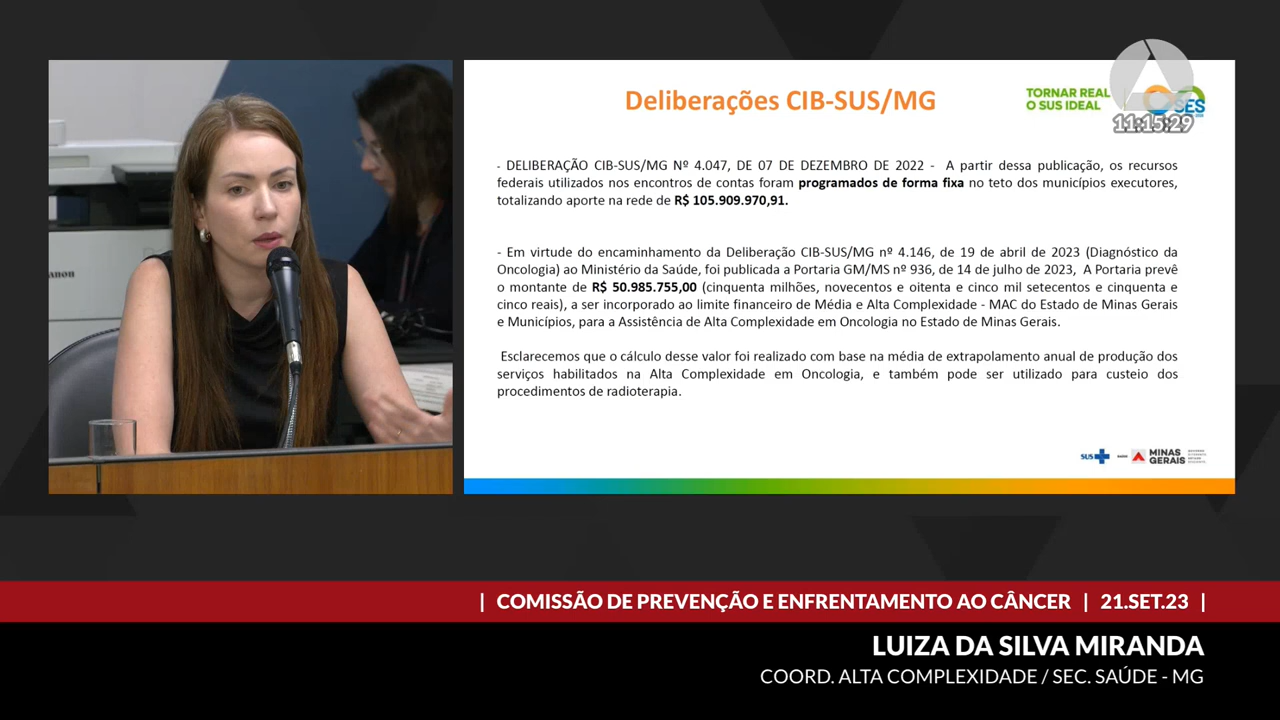 anon
Deliberações CIB-SUS/MG
TORNAR REAL
O SUS IDEAL
SES
11:15:29
- DELIBERAÇÃO CIB-SUS/MG Nº 4.047, DE 07 DE DEZEMBRO DE 2022 - A partir dessa publicação, os recursos
federais utilizados nos encontros de contas foram programados de forma fixa no teto dos municípios executores,
totalizando aporte na rede de R$ 105.909.970,91.
- Em virtude do encaminhamento da Deliberação CIB-SUS/MG nº 4.146, de 19 de abril de 2023 (Diagnóstico da
Oncologia) ao Ministério da Saúde, foi publicada a Portaria GM/MS nº 936, de 14 de julho de 2023, A Portaria prevê
o montante de R$ 50.985.755,00 (cinquenta milhões, novecentos e oitenta e cinco mil setecentos e cinquenta e
cinco reais), a ser incorporado ao limite financeiro de Média e Alta Complexidade - MAC do Estado de Minas Gerais
e Municípios, para a Assistência de Alta Complexidade em Oncologia no Estado de Minas Gerais.
Esclarecemos que o cálculo desse valor foi realizado com base na média de extrapolamento anual de produção dos
serviços habilitados na Alta Complexidade em Oncologia, e também pode ser utilizado para custeio dos
procedimentos de radioterapia.
SUS
MINAS
GERAIS
| COMISSÃO DE PREVENÇÃO E ENFRENTAMENTO AO CÂNCER | 21.SET.23 |
LUIZA DA SILVA MIRANDA
COORD. ALTA COMPLEXIDADE / SEC. SAÚDE - MG